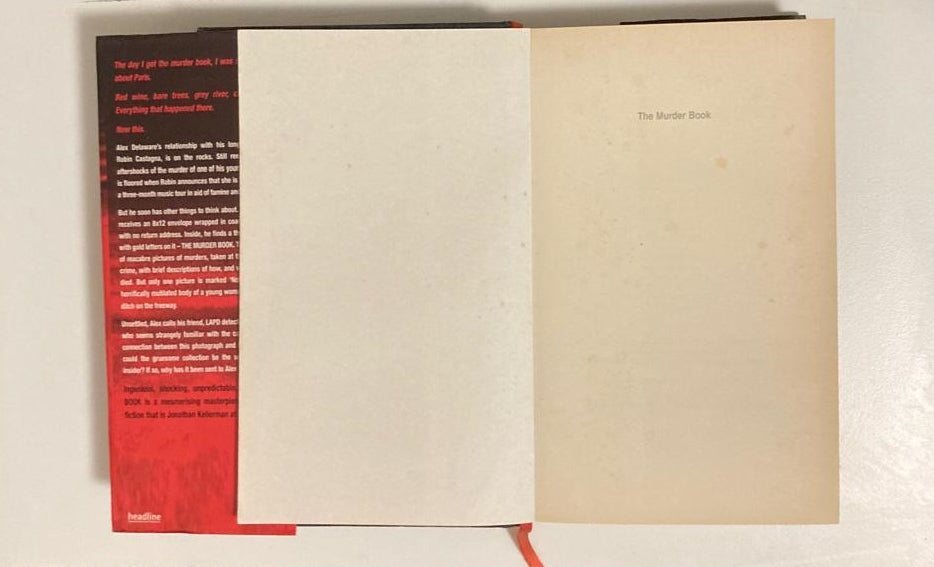 The day I got the murder book, I was
about Paris.
Red wine, bare trees, grey river,
Everything that happened there.
Now this.
Alex Delaware's relationship with his
Robin Castagna, is on the rocks. Still
aftershocks of the murder of one of his
is floored when Robin announces that she is
a three-month music tour in aid of famine
But he soon has other things to think about.
receives an 8x12 envelope wrapped in
with no return address. Inside, he finds a
with gold letters on it – THE MURDER BOOK.
of macabre pictures of murders, taken at
crime, with brief descriptions of how, and
died. But only one picture is marked
horrifically mutilated body of a young
ditch on the freeway.
Unsettled, Alex calls his friend, LAPD
who seems strangely familiar with the
connection between this photograph and
could the gruesome collection be the
insider? If so, why has it been sent to Alex
Ingenious, shocking, unpredictable,
BOOK is a mesmerising
fiction that is Jonathan Kellerman at
headline
The Murder Book